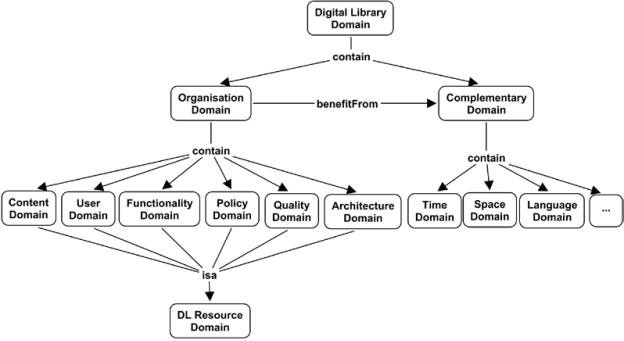 Digital Library
Domain
contain
Organisation
Domain
benefitFrom
Complementary
Domain
contain
contain
Content
Domain
User
Domain
Functionality
Domain
Policy
Domain
Quality
Domain
Architecture
Domain
Time
Domain
Space
Domain
Language
Domain
...
isa
DL Resource
Domain